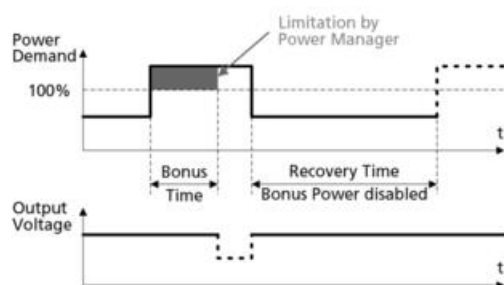 Limitation by
Power Manager
Power
Demand
100%
t
Bonus
Time
Recovery Time
Bonus Power disabled
Output
Voltage
t